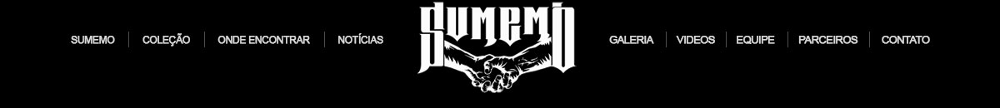 SUMEMO
SUMEMO COLEÇÃO ONDE ENCONTRAR NOTÍCIAS GALERIA VIDEOS EQUIPE PARCEIROS CONTATO